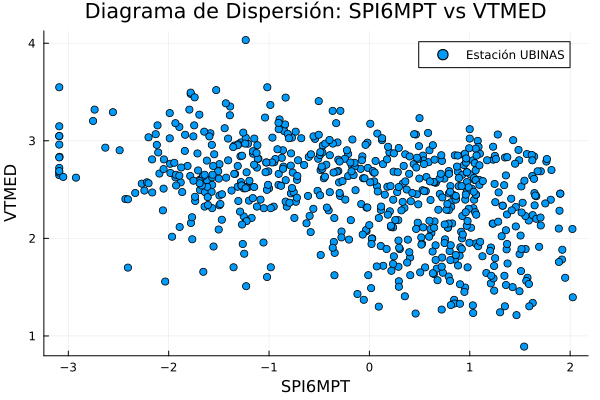 Diagrama de Dispersión: SPI6MPT vs VTMED
Estación UBINAS
VTMED
4
3
2
1
−3 −2 −1 0 1 2
SPI6MPT